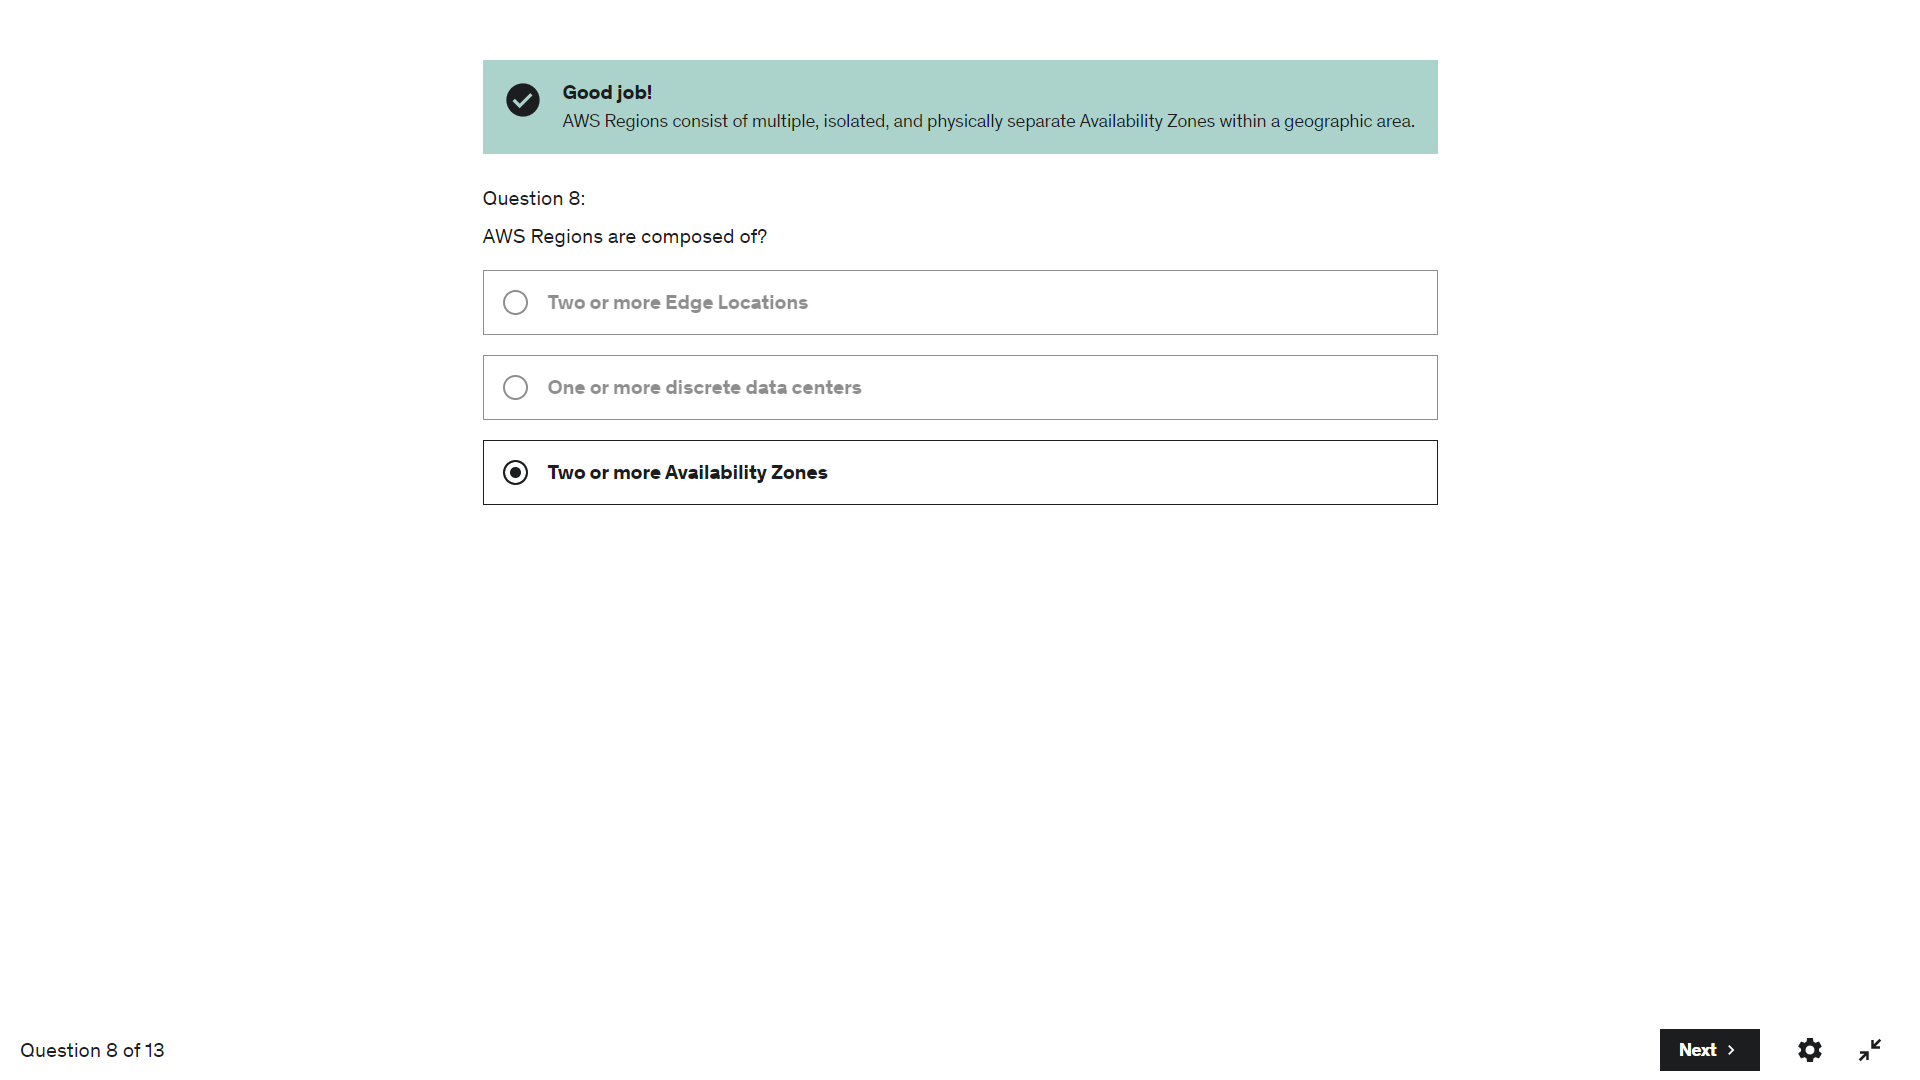 Good job!
AWS Regions consist of multiple, isolated, and physically separate Availability Zones within a geographic area.
Question 8:
AWS Regions are composed of?
Two or more Edge Locations
One or more discrete data centers
Two or more Availability Zones
Question 8 of 13
Next